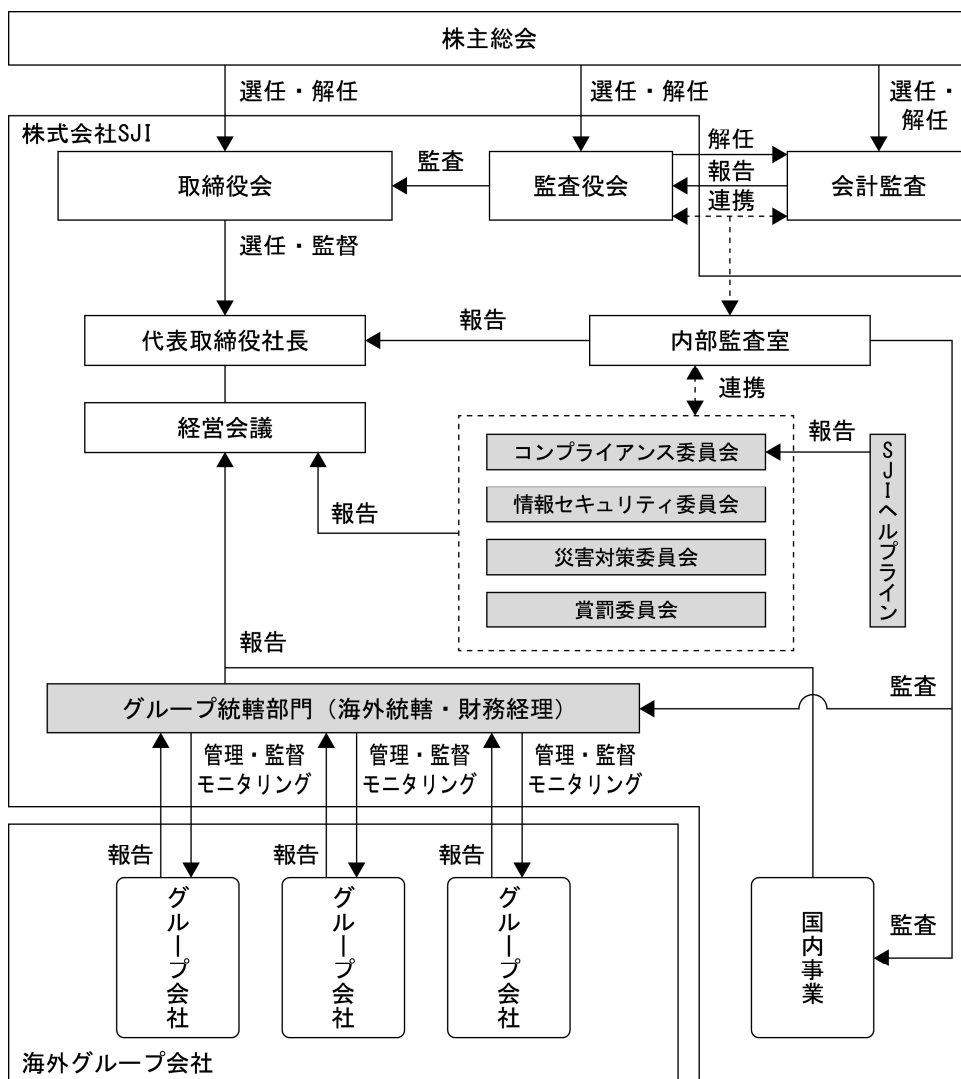 株主総会
選任・解任
選任・解任
選任・
解任
株式会社SJI
取締役会
監査
監査役会
解任
報告
連携
会計監査
選任・監督
代表取締役社長
報告
内部監査室
連携
経営会議
コンプライアンス委員会
報告
SJIヘルプライン
情報セキュリティ委員会
報告
災害対策委員会
賞罰委員会
報告
監査
グループ統轄部門（海外統轄・財務経理）
管理・監督
モニタリング
管理・監督
モニタリング
管理・監督
モニタリング
報告
報告
報告
グループ会社
グループ会社
グループ会社
国内事業
監査
海外グループ会社